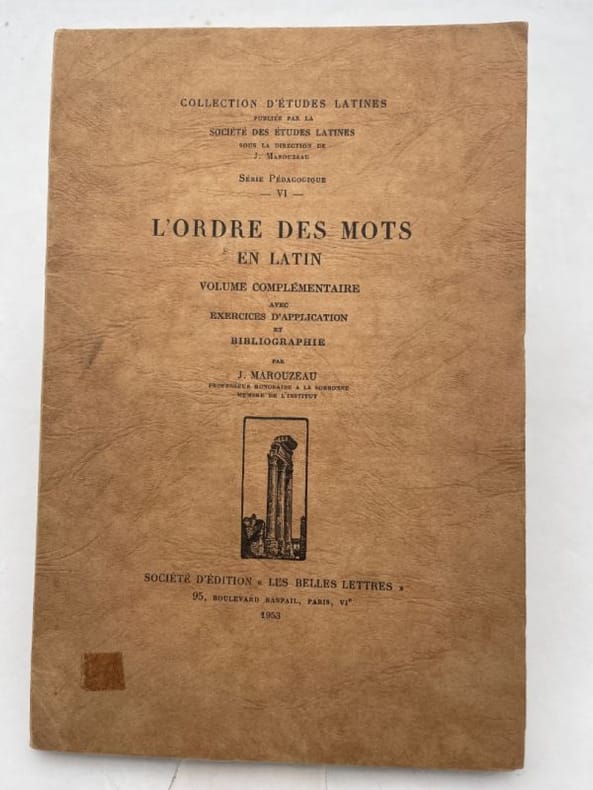 COLLECTION D'ÉTUDES LATINES
PUBLIÉE PAR LA
SOCIÉTÉ DES ÉTUDES LATINES
SOUS LA DIRECTION DE
J. MAROUZEAU
SÉRIE PÉDAGOGIQUE
— VI —
L'ORDRE DES MOTS
EN LATIN
VOLUME COMPLÉMENTAIRE
AVEC
EXERCICES D'APPLICATION
ET
BIBLIOGRAPHIE
PAR
J. MAROUZEAU
PROFESSEUR HONORAIRE A LA SORBONNE
MEMBRE DE L'INSTITUT
SOCIÉTÉ D'ÉDITION « LES BELLES LETTRES »
95, BOULEVARD RASPAIL, PARIS, VIe
1953